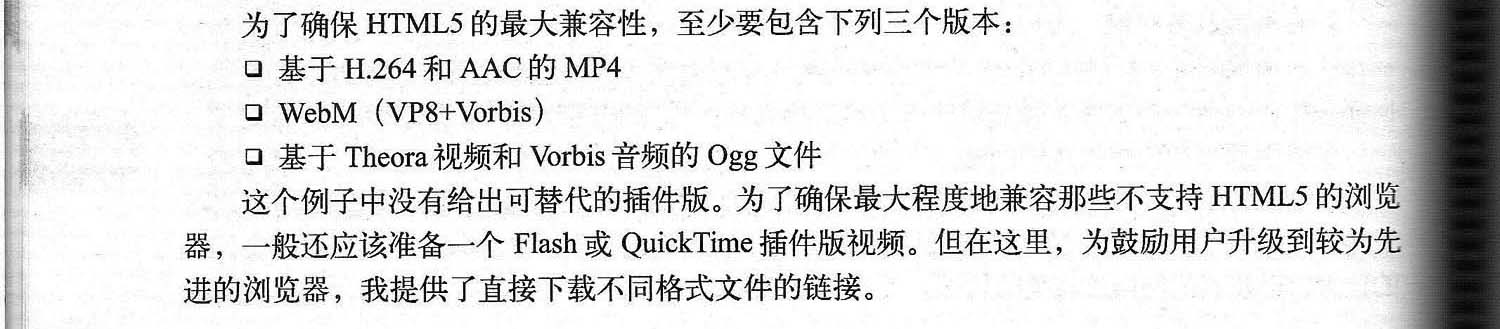 为了确保 HTML5 的最大兼容性，至少要包含下列三个版本：
❑ 基于 H.264 和 AAC 的 MP4
❑ WebM（VP8+Vorbis）
❑ 基于 Theora 视频和 Vorbis 音频的 Ogg 文件
这个例子中没有给出可替代的插件版。为了确保最大程度地兼容那些不支持 HTML5 的浏览
器，一般还应该准备一个 Flash 或 QuickTime 插件版视频。但在这里，为鼓励用户升级到较为先
进的浏览器，我提供了直接下载不同格式文件的链接。